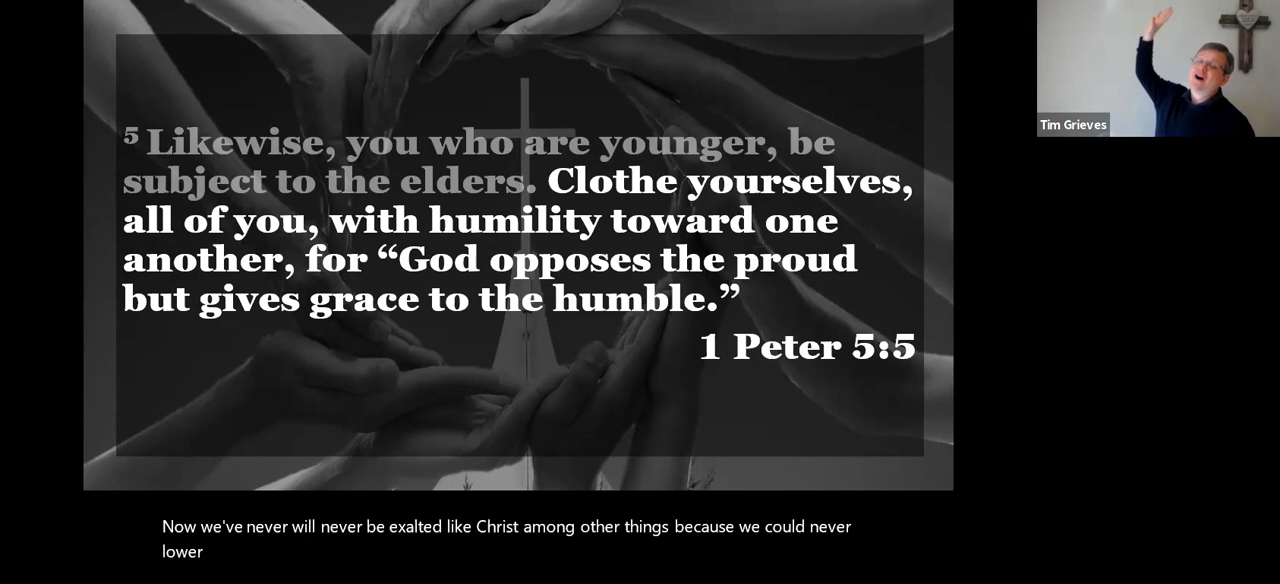 ⁵ Likewise, you who are younger, be
subject to the elders. Clothe yourselves,
all of you, with humility toward one
another, for “God opposes the proud
but gives grace to the humble.”
1 Peter 5:5
Tim Grieves
Now we've never will never be exalted like Christ among other things because we could never
lower